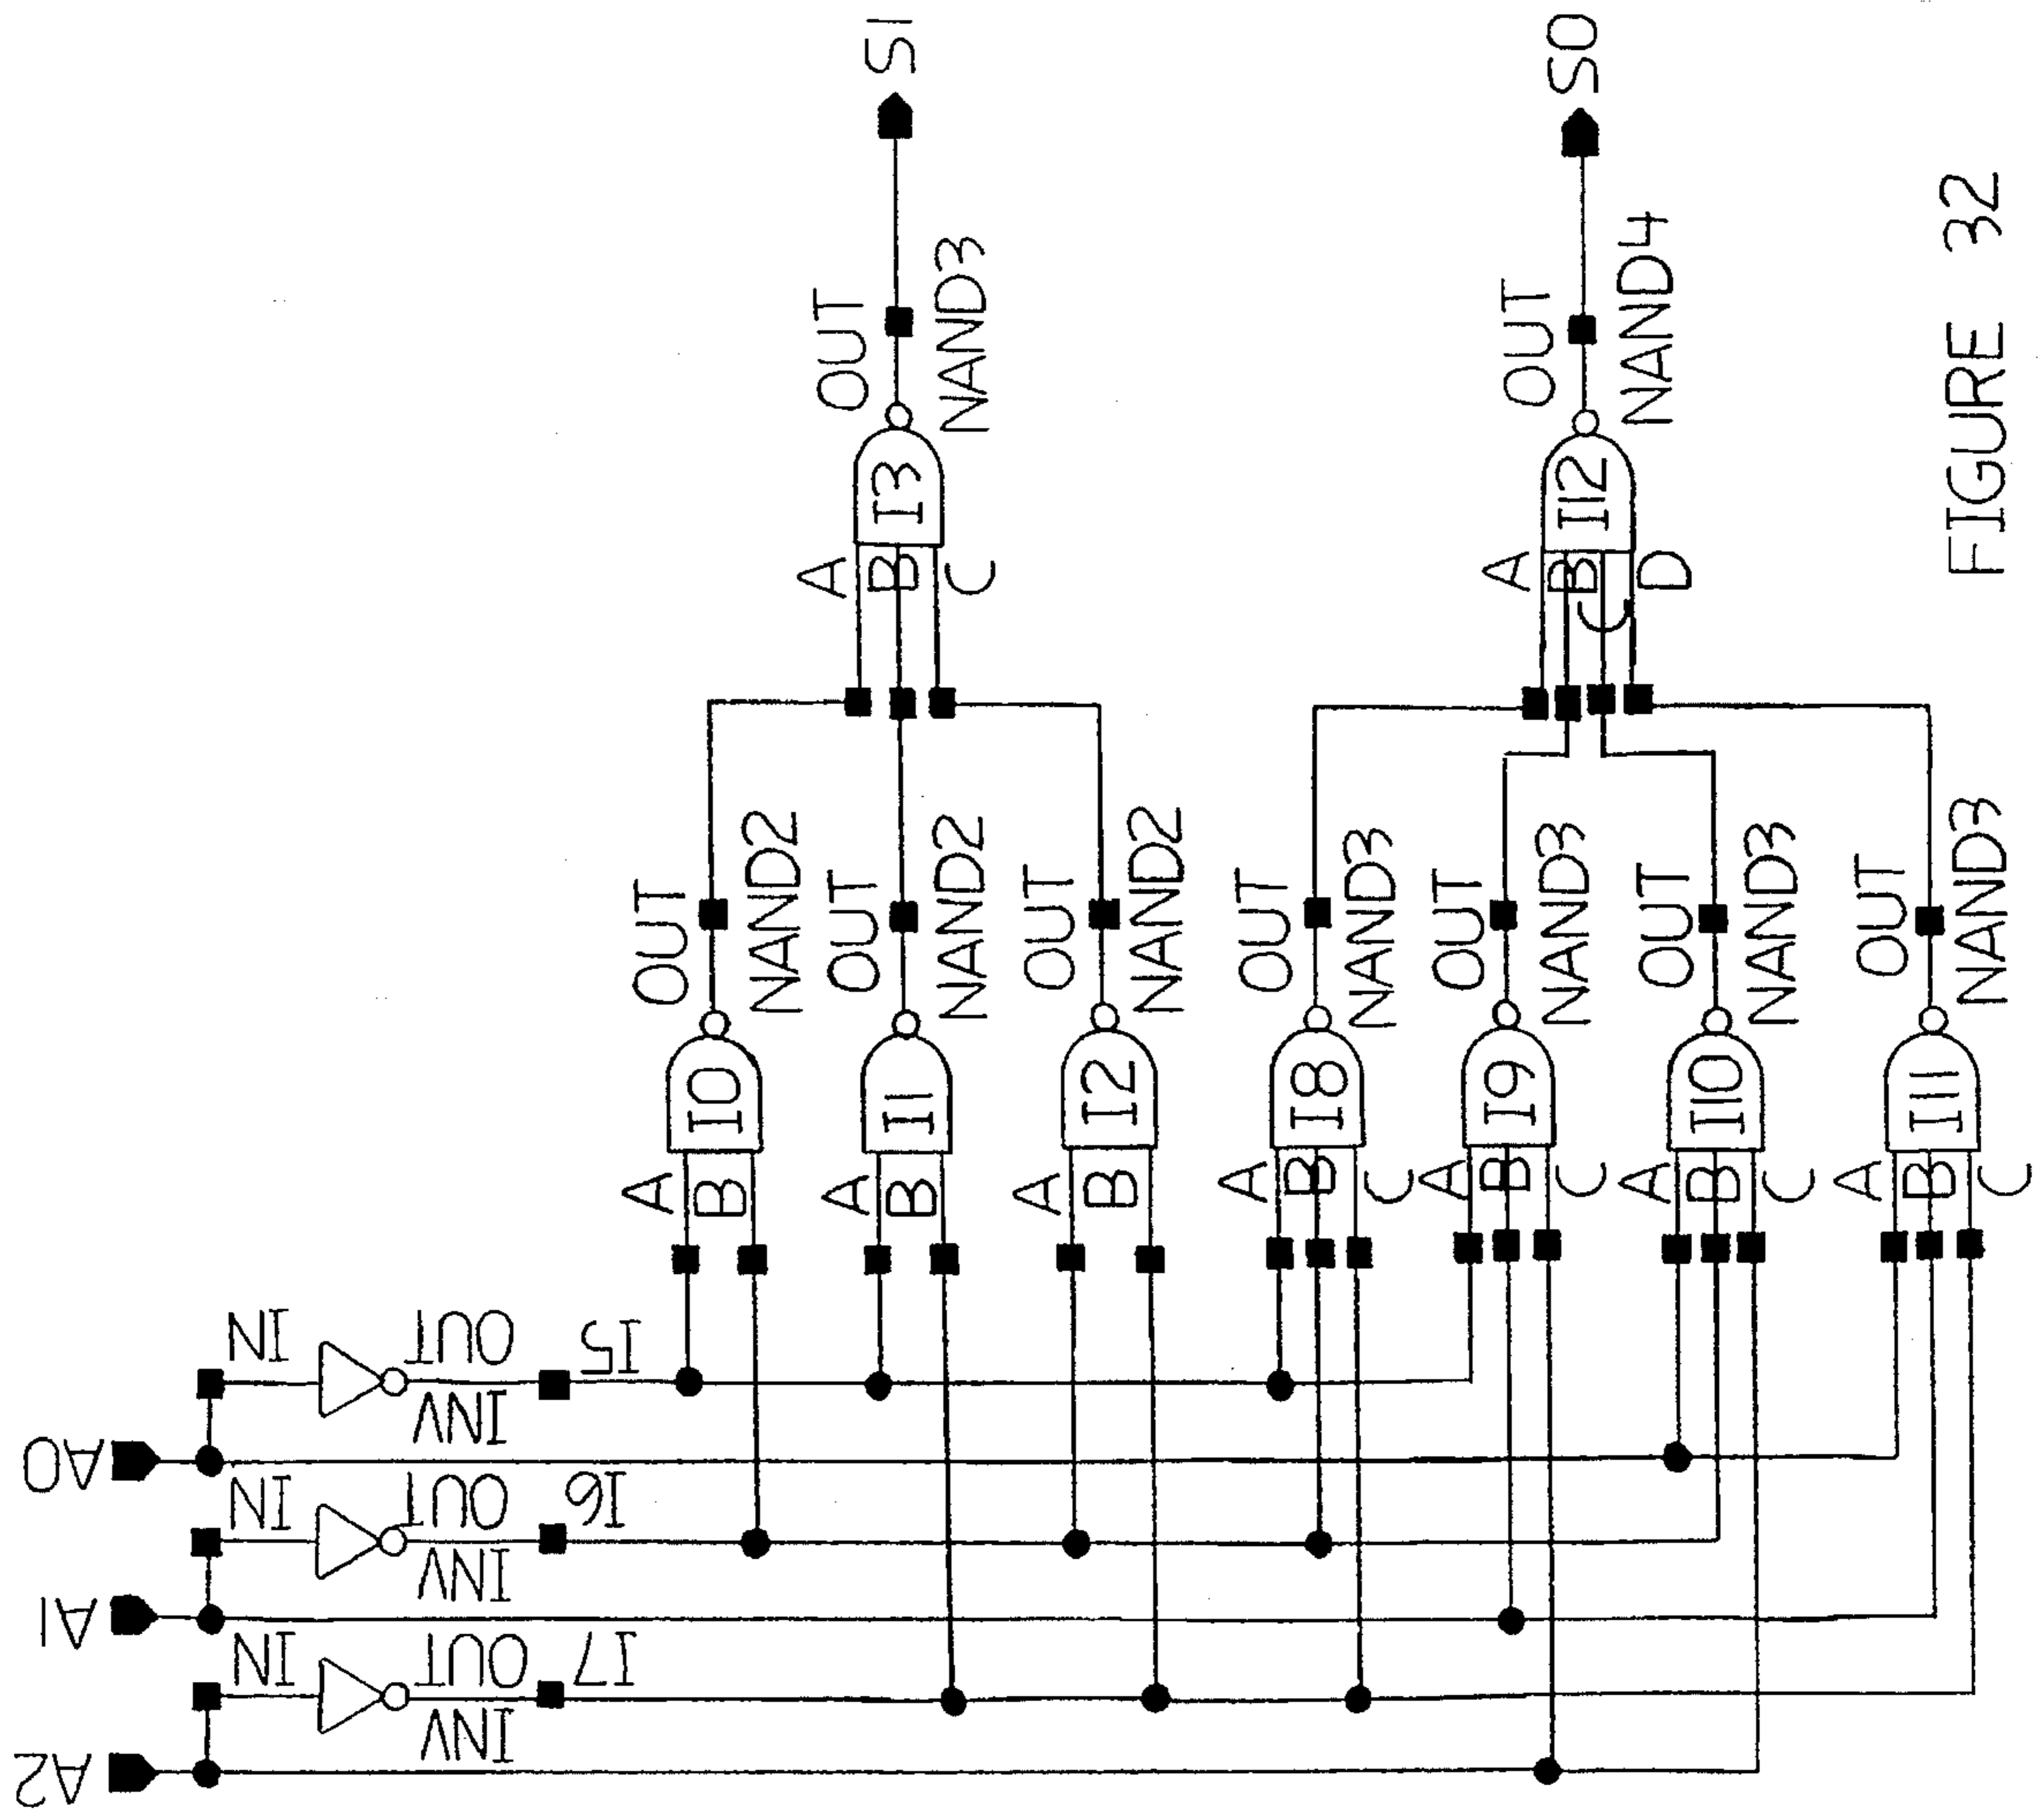 A2
A1
A0
IN
OUT
INV
I7
IN
OUT
INV
I6
IN
OUT
INV
I5
A
B
I0
OUT
NAND2
A
B
I1
OUT
NAND2
A
B
I2
OUT
NAND2
A
B
C
I3
OUT
NAND3
S1
A
B
C
I8
OUT
NAND3
A
B
C
I9
OUT
NAND3
A
B
C
I10
OUT
NAND3
A
B
C
I11
OUT
NAND3
A
B
C
D
I12
OUT
NAND4
S0
FIGURE 32